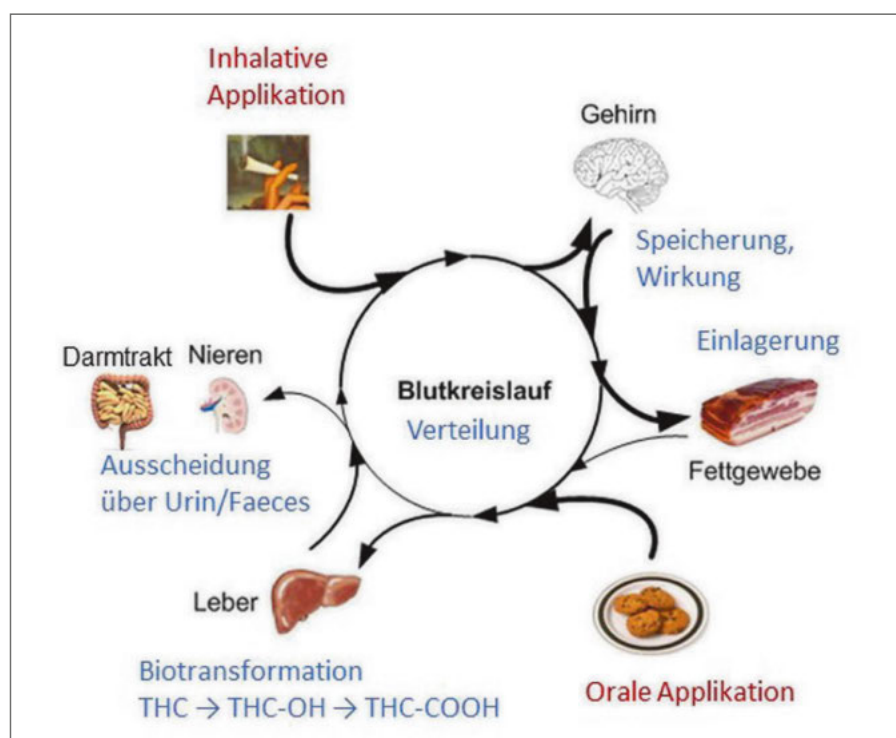 Inhalative
Applikation
Gehirn
Speicherung,
Wirkung
Einlagerung
Fettgewebe
Darmtrakt Nieren
Ausscheidung
über Urin/Faeces
Blutkreislauf
Verteilung
Leber
Biotransformation
THC → THC-OH → THC-COOH
Orale Applikation